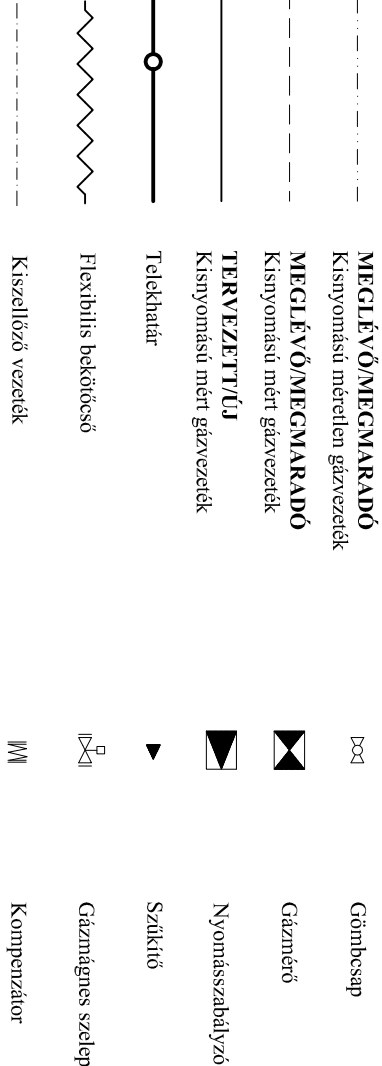 MEGLÉVŐ/MEGMARADÓ
Kisnyomású méretlen gázvezeték
MEGLÉVŐ/MEGMARADÓ
Kisnyomású mért gázvezeték
TERVEZETT/ÚJ
Kisnyomású mért gázvezeték
Telekhatár
Flexibilis bekötőcső
Kiszellőző vezeték
Gömbcsap
Gázmérő
Nyomásszabályzó
Szűkítő
Gázmágnes szelep
Kompenzátor